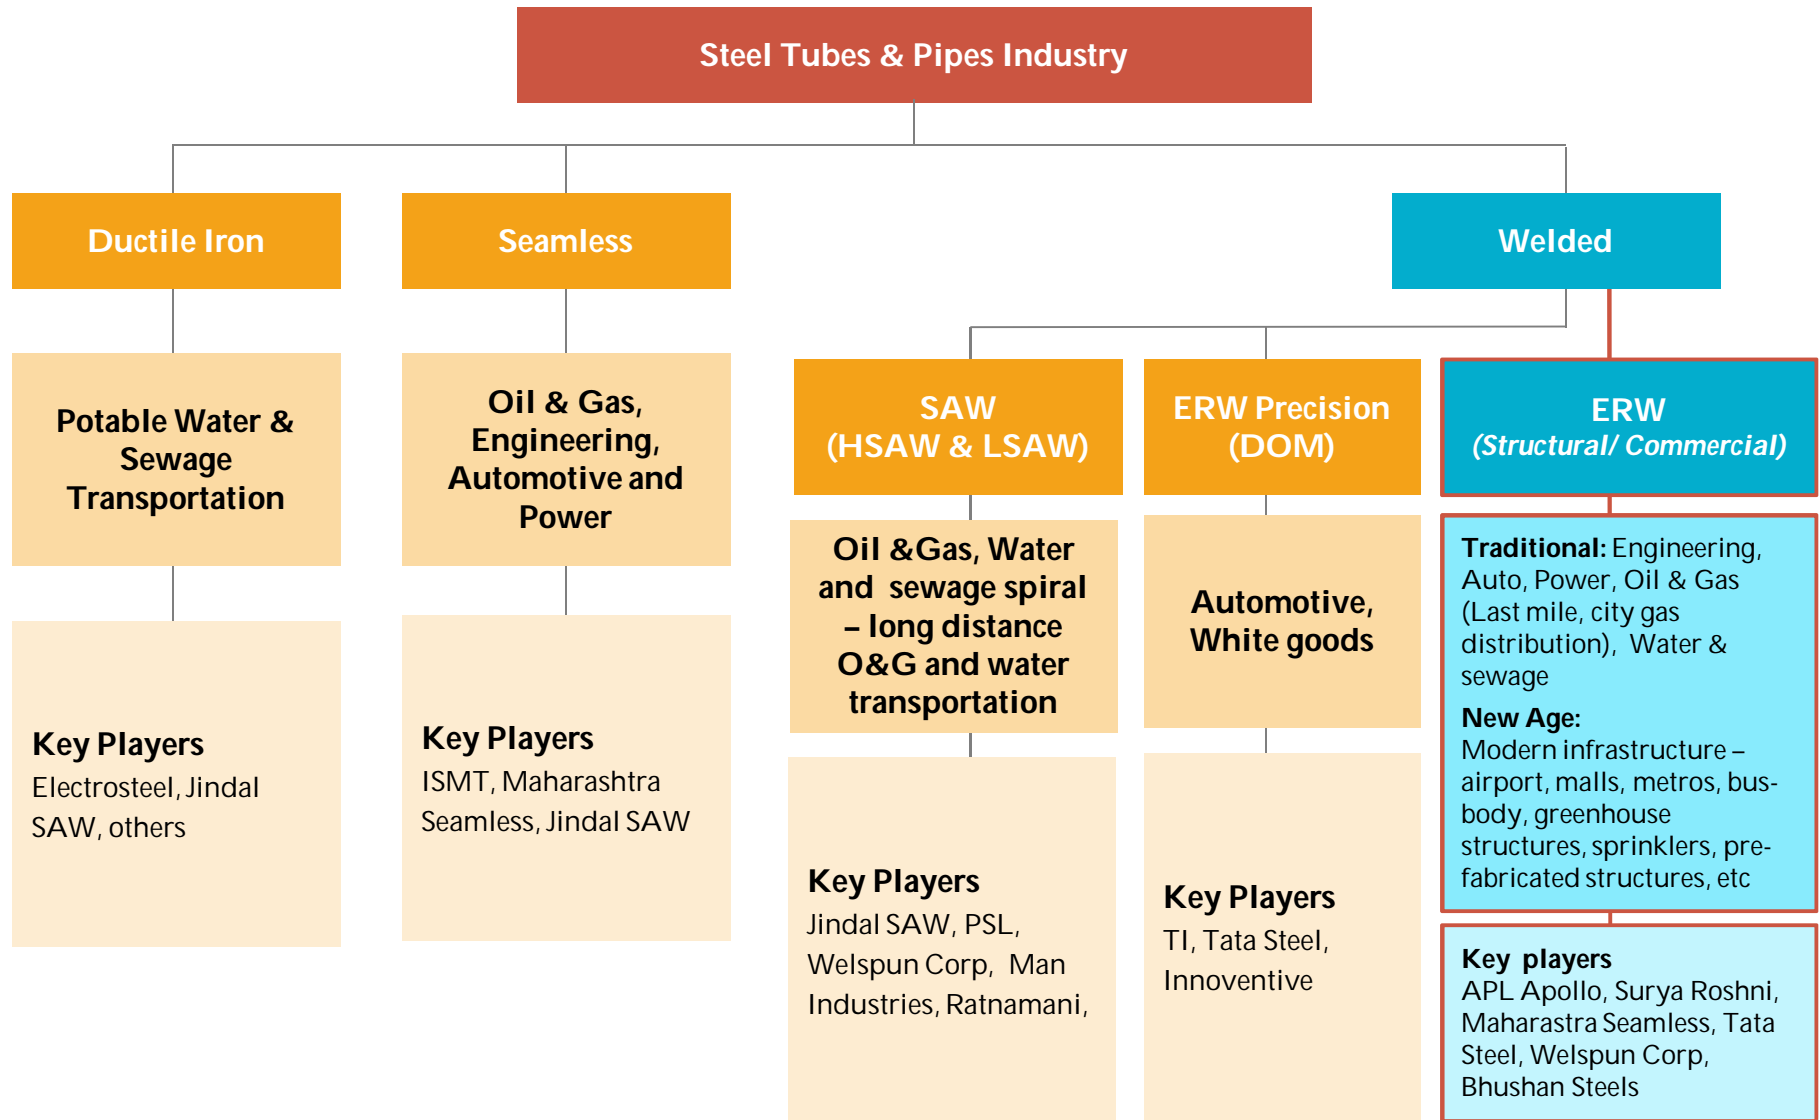 Steel Tubes & Pipes Industry
Ductile Iron
Seamless
Welded
Potable Water &
Sewage
Transportation
Oil & Gas,
Engineering,
Automotive and
Power
SAW
(HSAW & LSAW)
ERW Precision
(DOM)
ERW
(Structural/ Commercial)
Oil &Gas, Water
and sewage spiral
– long distance
O&G and water
transportation
Automotive,
White goods
Traditional: Engineering,
Auto, Power, Oil & Gas
(Last mile, city gas
distribution), Water &
sewage
New Age:
Modern infrastructure –
airport, malls, metros, bus-
body, greenhouse
structures, sprinklers, pre-
fabricated structures, etc
Key Players
Electrosteel, Jindal
SAW, others
Key Players
ISMT, Maharashtra
Seamless, Jindal SAW
Key Players
Jindal SAW, PSL,
Welspun Corp, Man
Industries, Ratnamani,
Key Players
TI, Tata Steel,
Innoventive
Key players
APL Apollo, Surya Roshni,
Maharastra Seamless, Tata
Steel, Welspun Corp,
Bhushan Steels